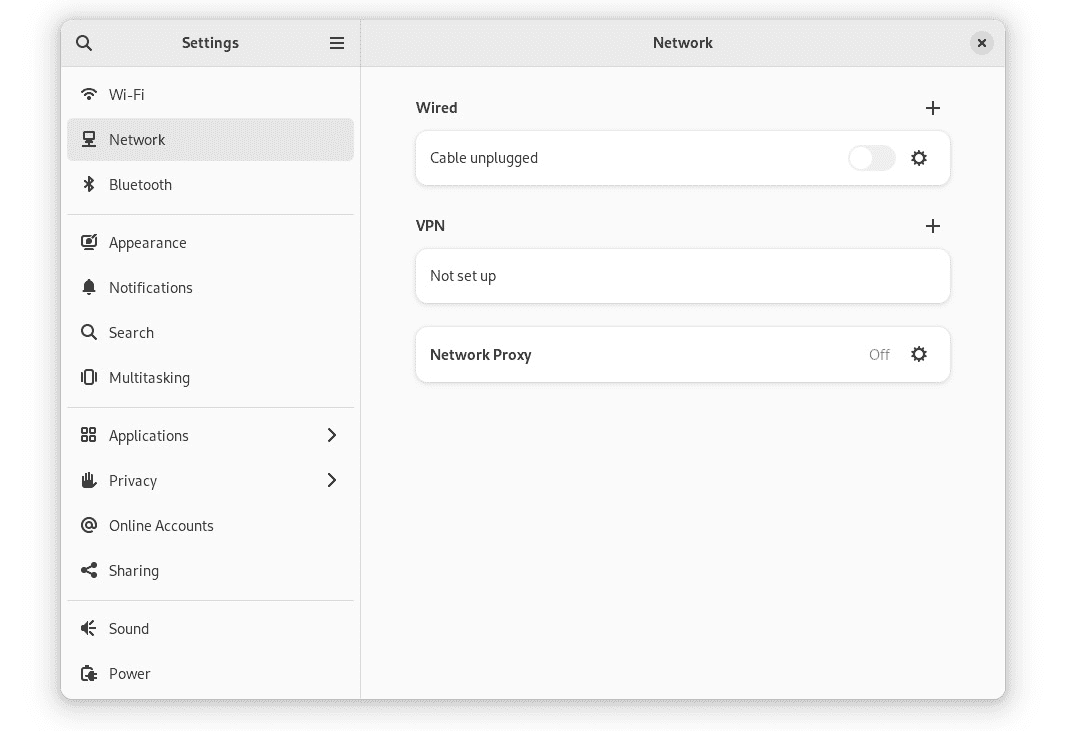 Settings
Network
Wi-Fi
Network
Bluetooth
Appearance
Notifications
Search
Multitasking
Applications
Privacy
Online Accounts
Sharing
Sound
Power
Wired
Cable unplugged
VPN
Not set up
Network Proxy Off